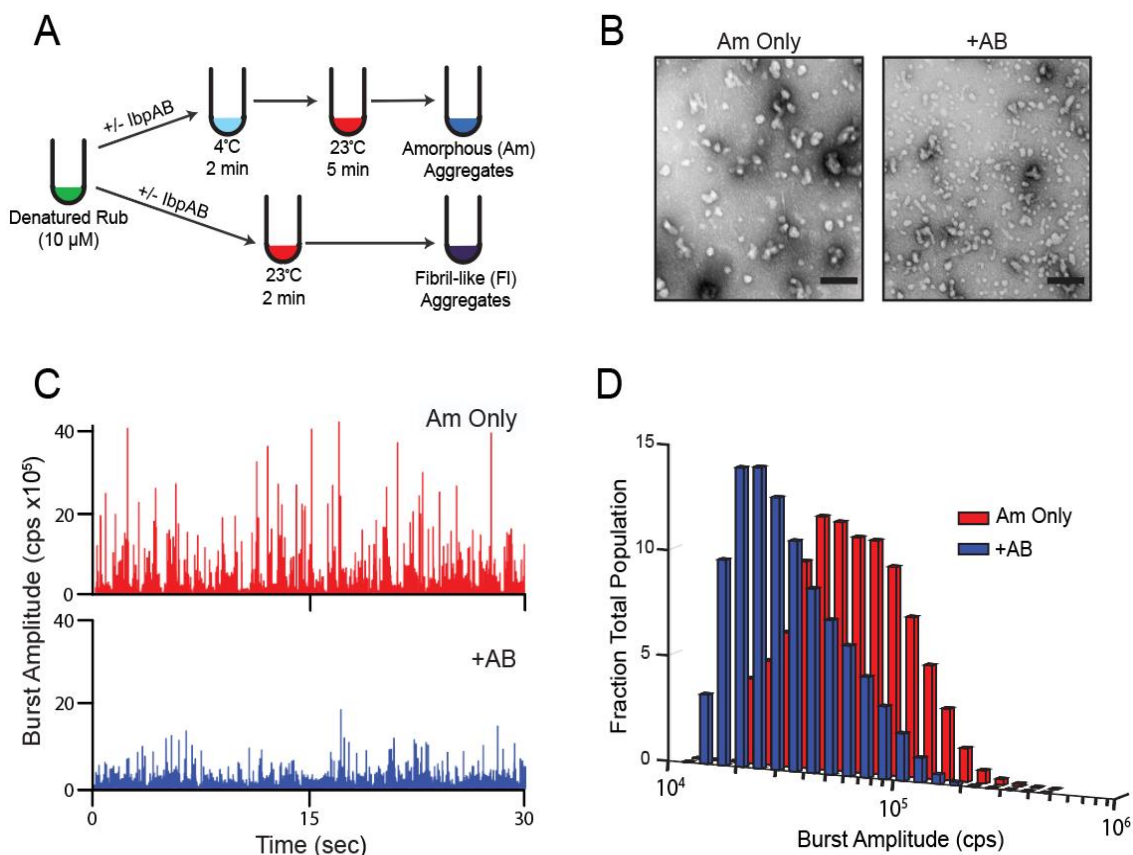 A
+/- IbpAB
4°C
2 min
23°C
5 min
Amorphous (Am)
Aggregates
Denatured Rub
(10 µM)
+/- IbpAB
23°C
2 min
Fibril-like (Fl)
Aggregates
B
Am Only
+AB
C
Am Only
40
20
0
+AB
40
20
0
Burst Amplitude (cps x10⁵)
0
15
30
Time (sec)
D
15
10
5
0
Fraction Total Population
Am Only
+AB
10⁴
10⁵
10⁶
Burst Amplitude (cps)